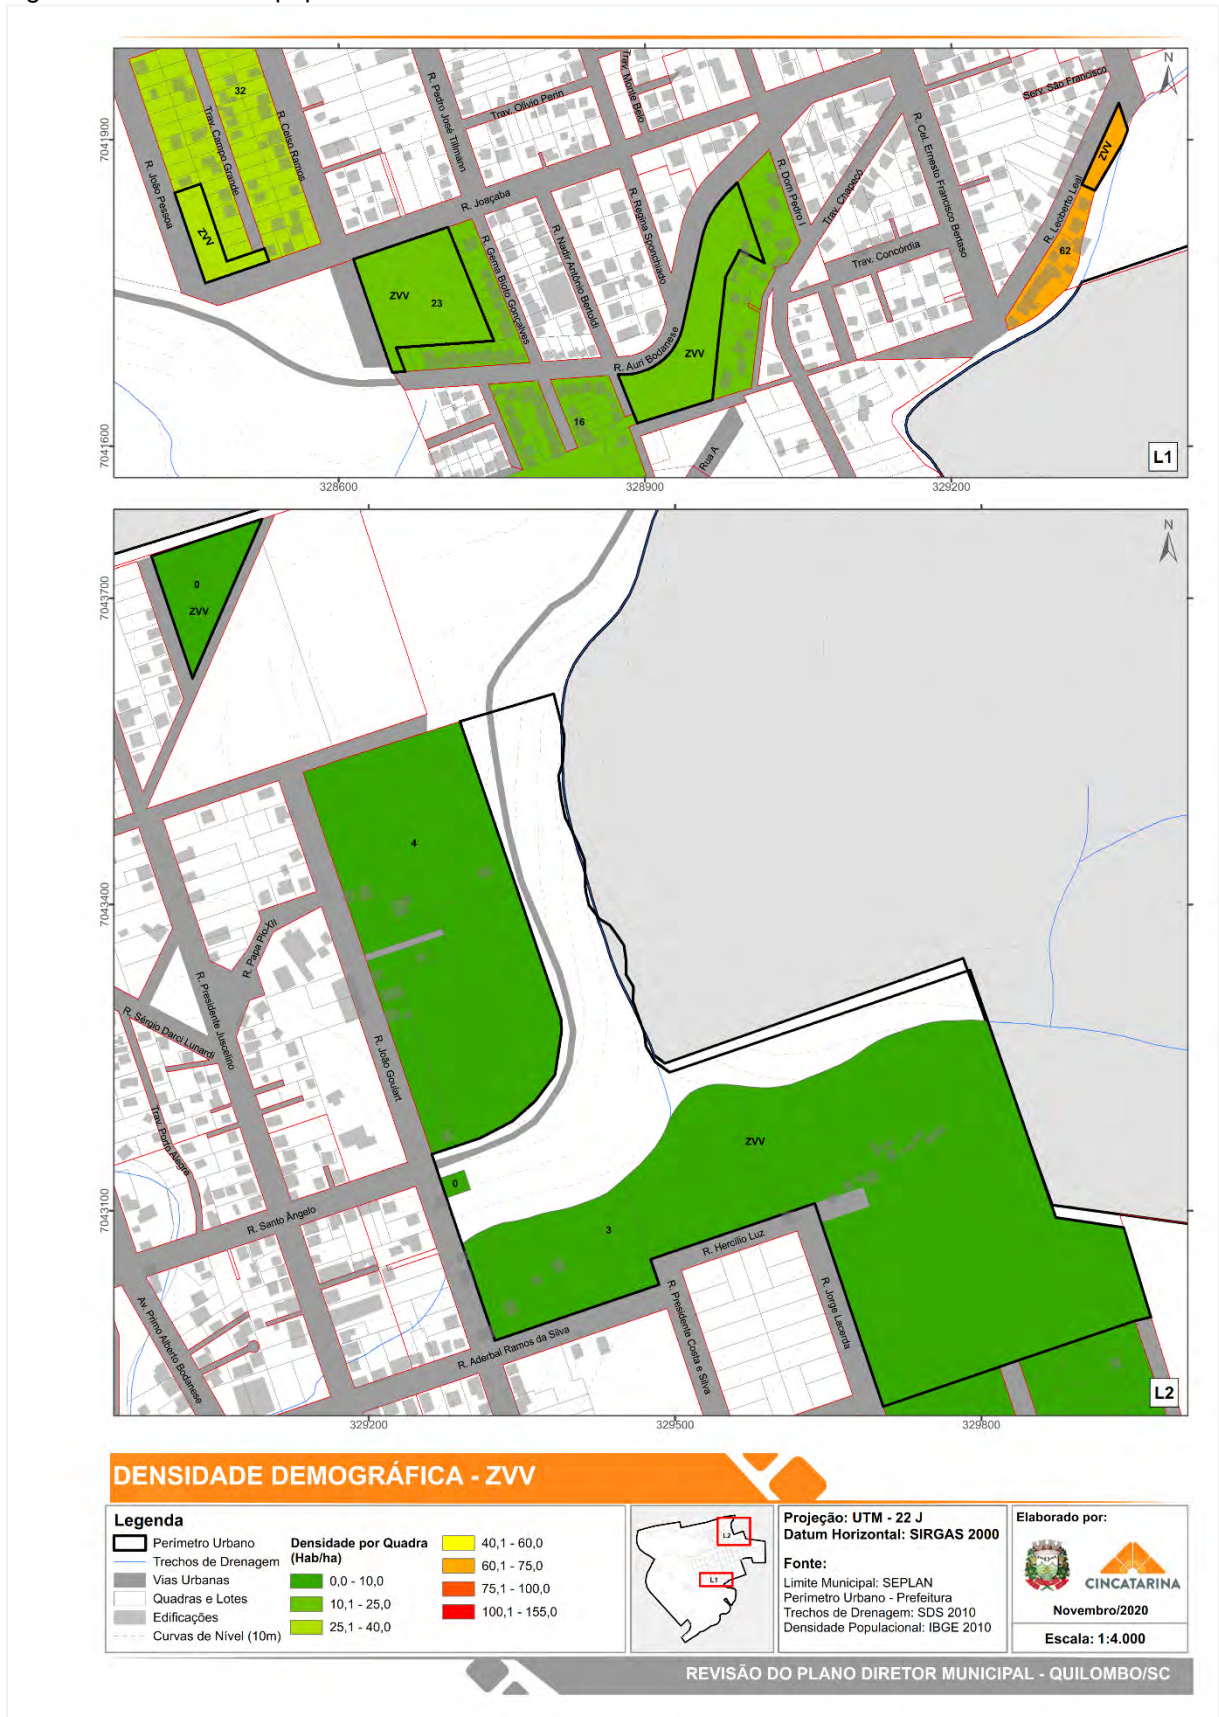 N
7041900
7041600
32
R. João Pessoa
Trav. Campo Grande
R. Celso Ramos
ZVV
R. Pedro José Tillmann
Trav. Olívio Perin
Trav. Monte Belo
R. Joaçaba
ZVV
23
R. Gema Bioto Gonçalves
R. Nadir Antônio Bertoldi
R. Regina Sponchiado
R. Auri Bodanese
16
ZVV
Rua A
R. Dom Pedro I
Trav. Chapecó
Trav. Concórdia
R. Cel. Ernesto Francisco Bertaso
Serv. São Francisco
R. Leoberto Leal
ZVV
62
L1
328600
328900
329200
N
7043700
7043400
7043100
0
ZVV
4
R. Papa Pio XII
R. Presidente Juscelino
R. Sérgio Darci Lunardi
Trav. Porto Alegre
R. João Goulart
R. Santo Ângelo
Av. Primo Alberto Bodanese
0
3
ZVV
R. Hercílio Luz
R. Aderbal Ramos da Silva
R. Presidente Costa e Silva
R. Jorge Lacerda
L2
329200
329500
329800
DENSIDADE DEMOGRÁFICA - ZVV
Legenda
Perímetro Urbano
Trechos de Drenagem
Vias Urbanas
Quadras e Lotes
Edificações
Curvas de Nível (10m)
Densidade por Quadra
(Hab/ha)
0,0 - 10,0
10,1 - 25,0
25,1 - 40,0
40,1 - 60,0
60,1 - 75,0
75,1 - 100,0
100,1 - 155,0
L2
L1
Projeção: UTM - 22 J
Datum Horizontal: SIRGAS 2000
Fonte:
Limite Municipal: SEPLAN
Perímetro Urbano - Prefeitura
Trechos de Drenagem: SDS 2010
Densidade Populacional: IBGE 2010
Elaborado por:
CINCATARINA
Novembro/2020
Escala: 1:4.000
REVISÃO DO PLANO DIRETOR MUNICIPAL - QUILOMBO/SC